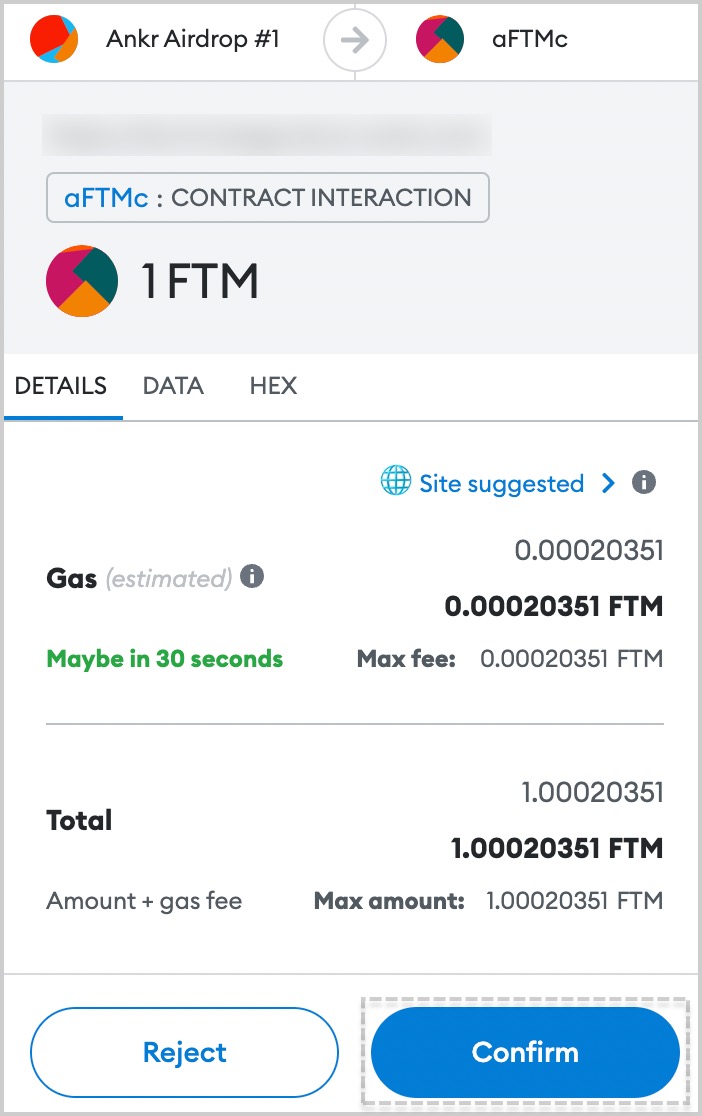 Ankr Airdrop #1 aFTMc
aFTMc : CONTRACT INTERACTION
1 FTM
DETAILS DATA HEX
Site suggested
0.00020351
Gas (estimated)
0.00020351 FTM
Maybe in 30 seconds Max fee: 0.00020351 FTM
1.00020351
Total
1.00020351 FTM
Amount + gas fee Max amount: 1.00020351 FTM
Reject Confirm